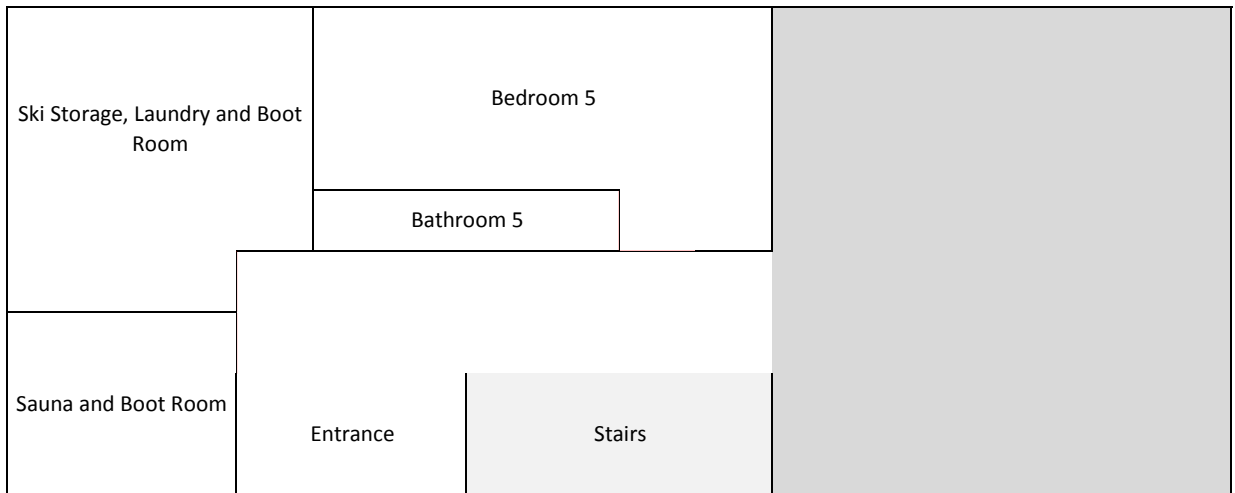 Ski Storage, Laundry and Boot
Room
Bedroom 5
Bathroom 5
Sauna and Boot Room
Entrance
Stairs